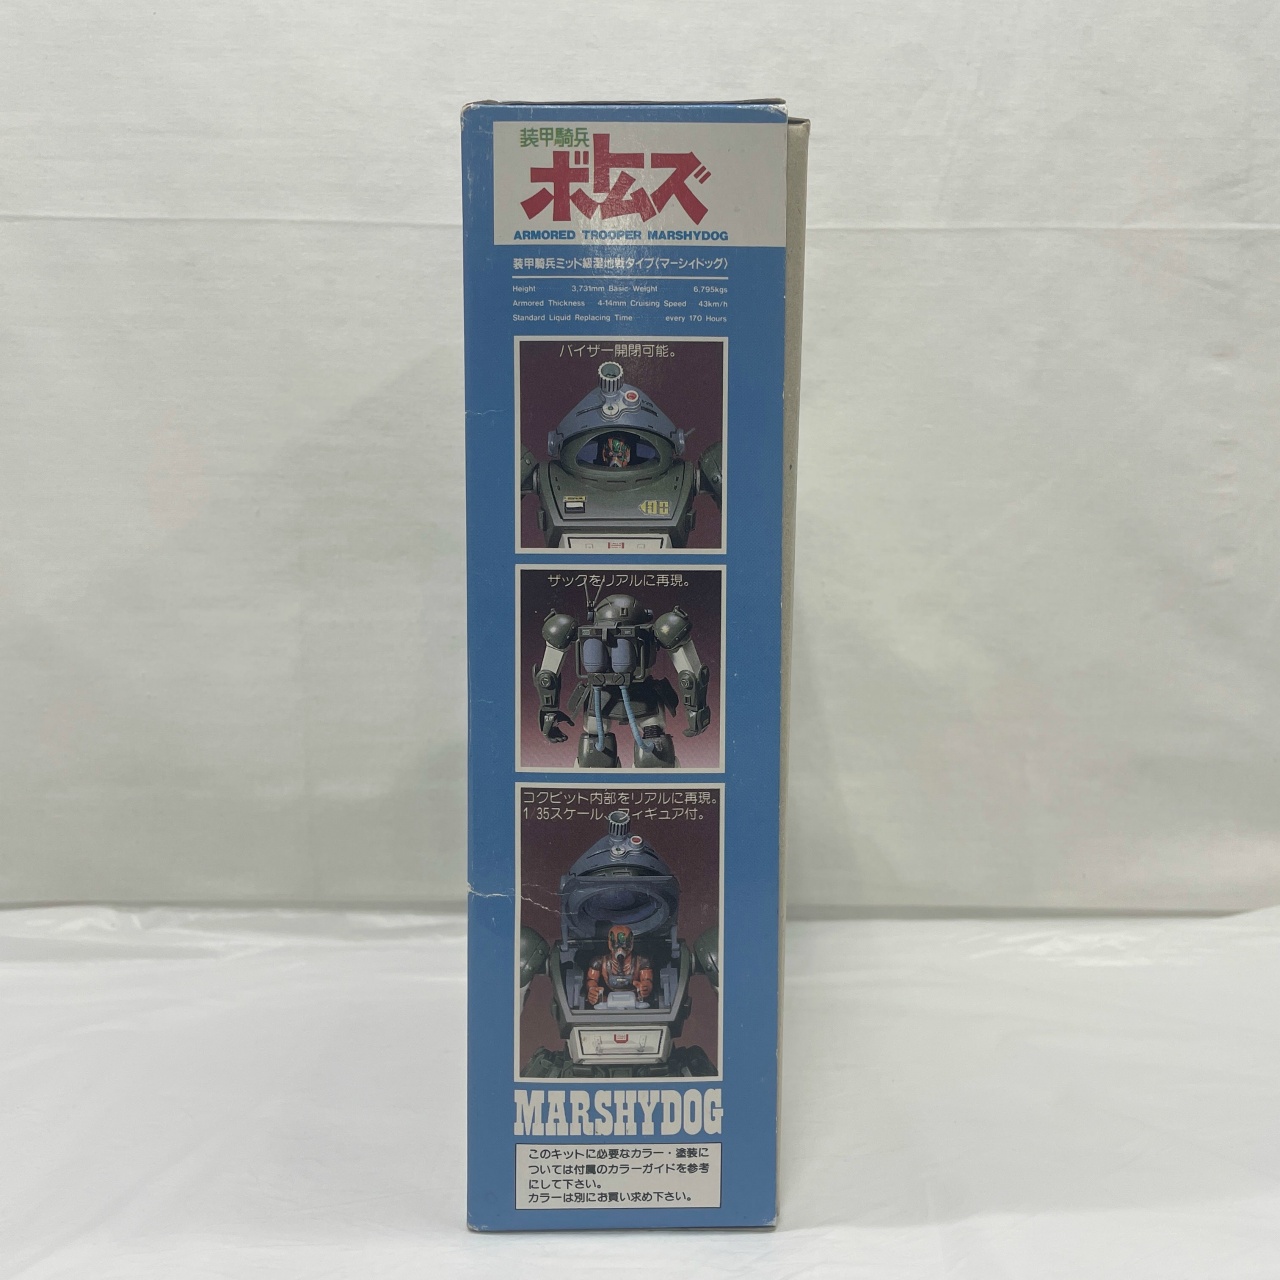 装甲騎兵
ボトムズ
ARMORED TROOPER MARSHYDOG
装甲騎兵ミッド級湿地戦タイプ〈マーシィドッグ〉
Height 3,731mm Basic Weight 6,795kgs
Armored Thickness 4-14mm Cruising Speed 43km/h
Standard Liquid Replacing Time every 170 Hours
バイザー開閉可能。
ザックをリアルに再現。
コクピット内部をリアルに再現。
1/35スケール、フィギュア付。
MARSHYDOG
このキットに必要なカラー・塗装に
ついては付属のカラーガイドを参考
にして下さい。
カラーは別にお買い求め下さい。